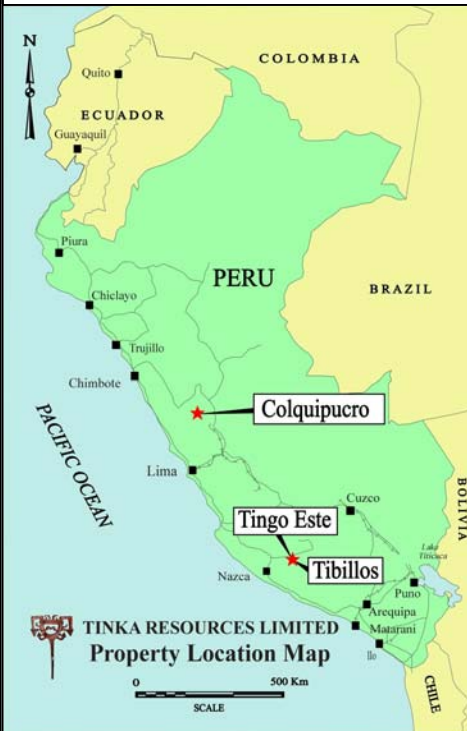 N
COLOMBIA
Quito
ECUADOR
Guayaquil
Piura
PERU
BRAZIL
Chiclayo
Trujillo
Chimbote
Colquipucro
PACIFIC OCEAN
Lima
BOLIVIA
Cuzco
Tingo Este
Lake
Titicaca
Tibillos
Nazca
Puno
Arequipa
Matarani
Ilo
TINKA RESOURCES LIMITED
Property Location Map
0 500 Km
SCALE
CHILE